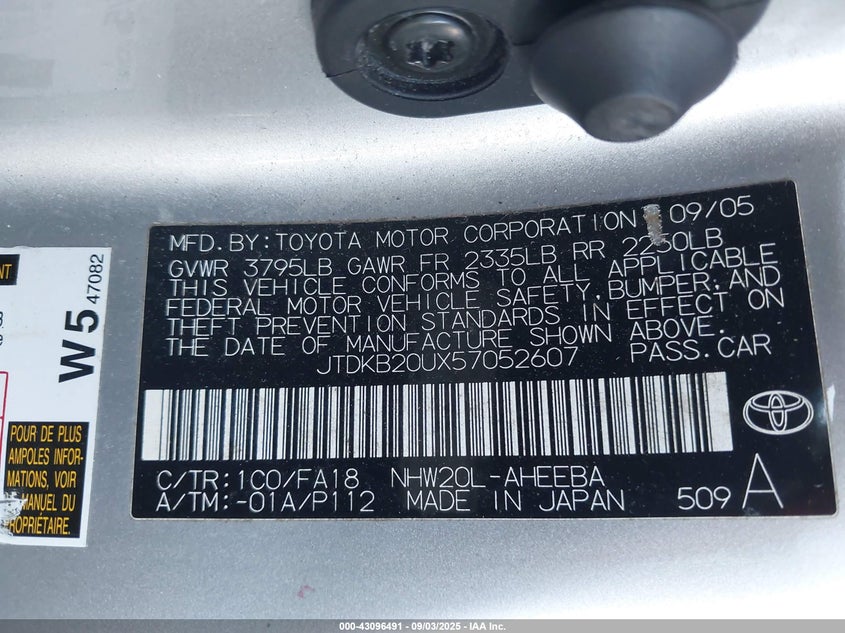 MFD. BY: TOYOTA MOTOR CORPORATION 09/05
GVWR 3795LB GAWR FR 2335LB RR 2250LB
THIS VEHICLE CONFORMS TO ALL APPLICABLE
FEDERAL MOTOR VEHICLE SAFETY, BUMPER, AND
THEFT PREVENTION STANDARDS IN EFFECT ON
THE DATE OF MANUFACTURE SHOWN ABOVE.
JTDKB20UX57052607 PASS.CAR
C/TR:1C0/FA18 NHW20L-AHEEBA
A/TM:-01A/P112 MADE IN JAPAN 509 A
W5 47082
POUR DE PLUS
AMPLES INFOR-
MATIONS, VOIR
MANUEL DU
PROPRIÉTAIRE.
000-43096491 - 09/03/2025 - IAA Inc.